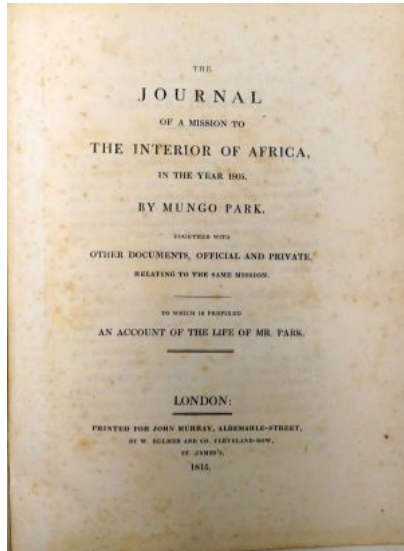 THE
JOURNAL
OF A MISSION TO
THE INTERIOR OF AFRICA,
IN THE YEAR 1805.
BY MUNGO PARK.
TOGETHER WITH
OTHER DOCUMENTS, OFFICIAL AND PRIVATE,
RELATING TO THE SAME MISSION.
TO WHICH IS PREFIXED
AN ACCOUNT OF THE LIFE OF MR. PARK.
LONDON:
PRINTED FOR JOHN MURRAY, ALBEMARLE-STREET,
BY W. BULMER AND CO. CLEVELAND-ROW,
ST. JAMES'S,
1815.